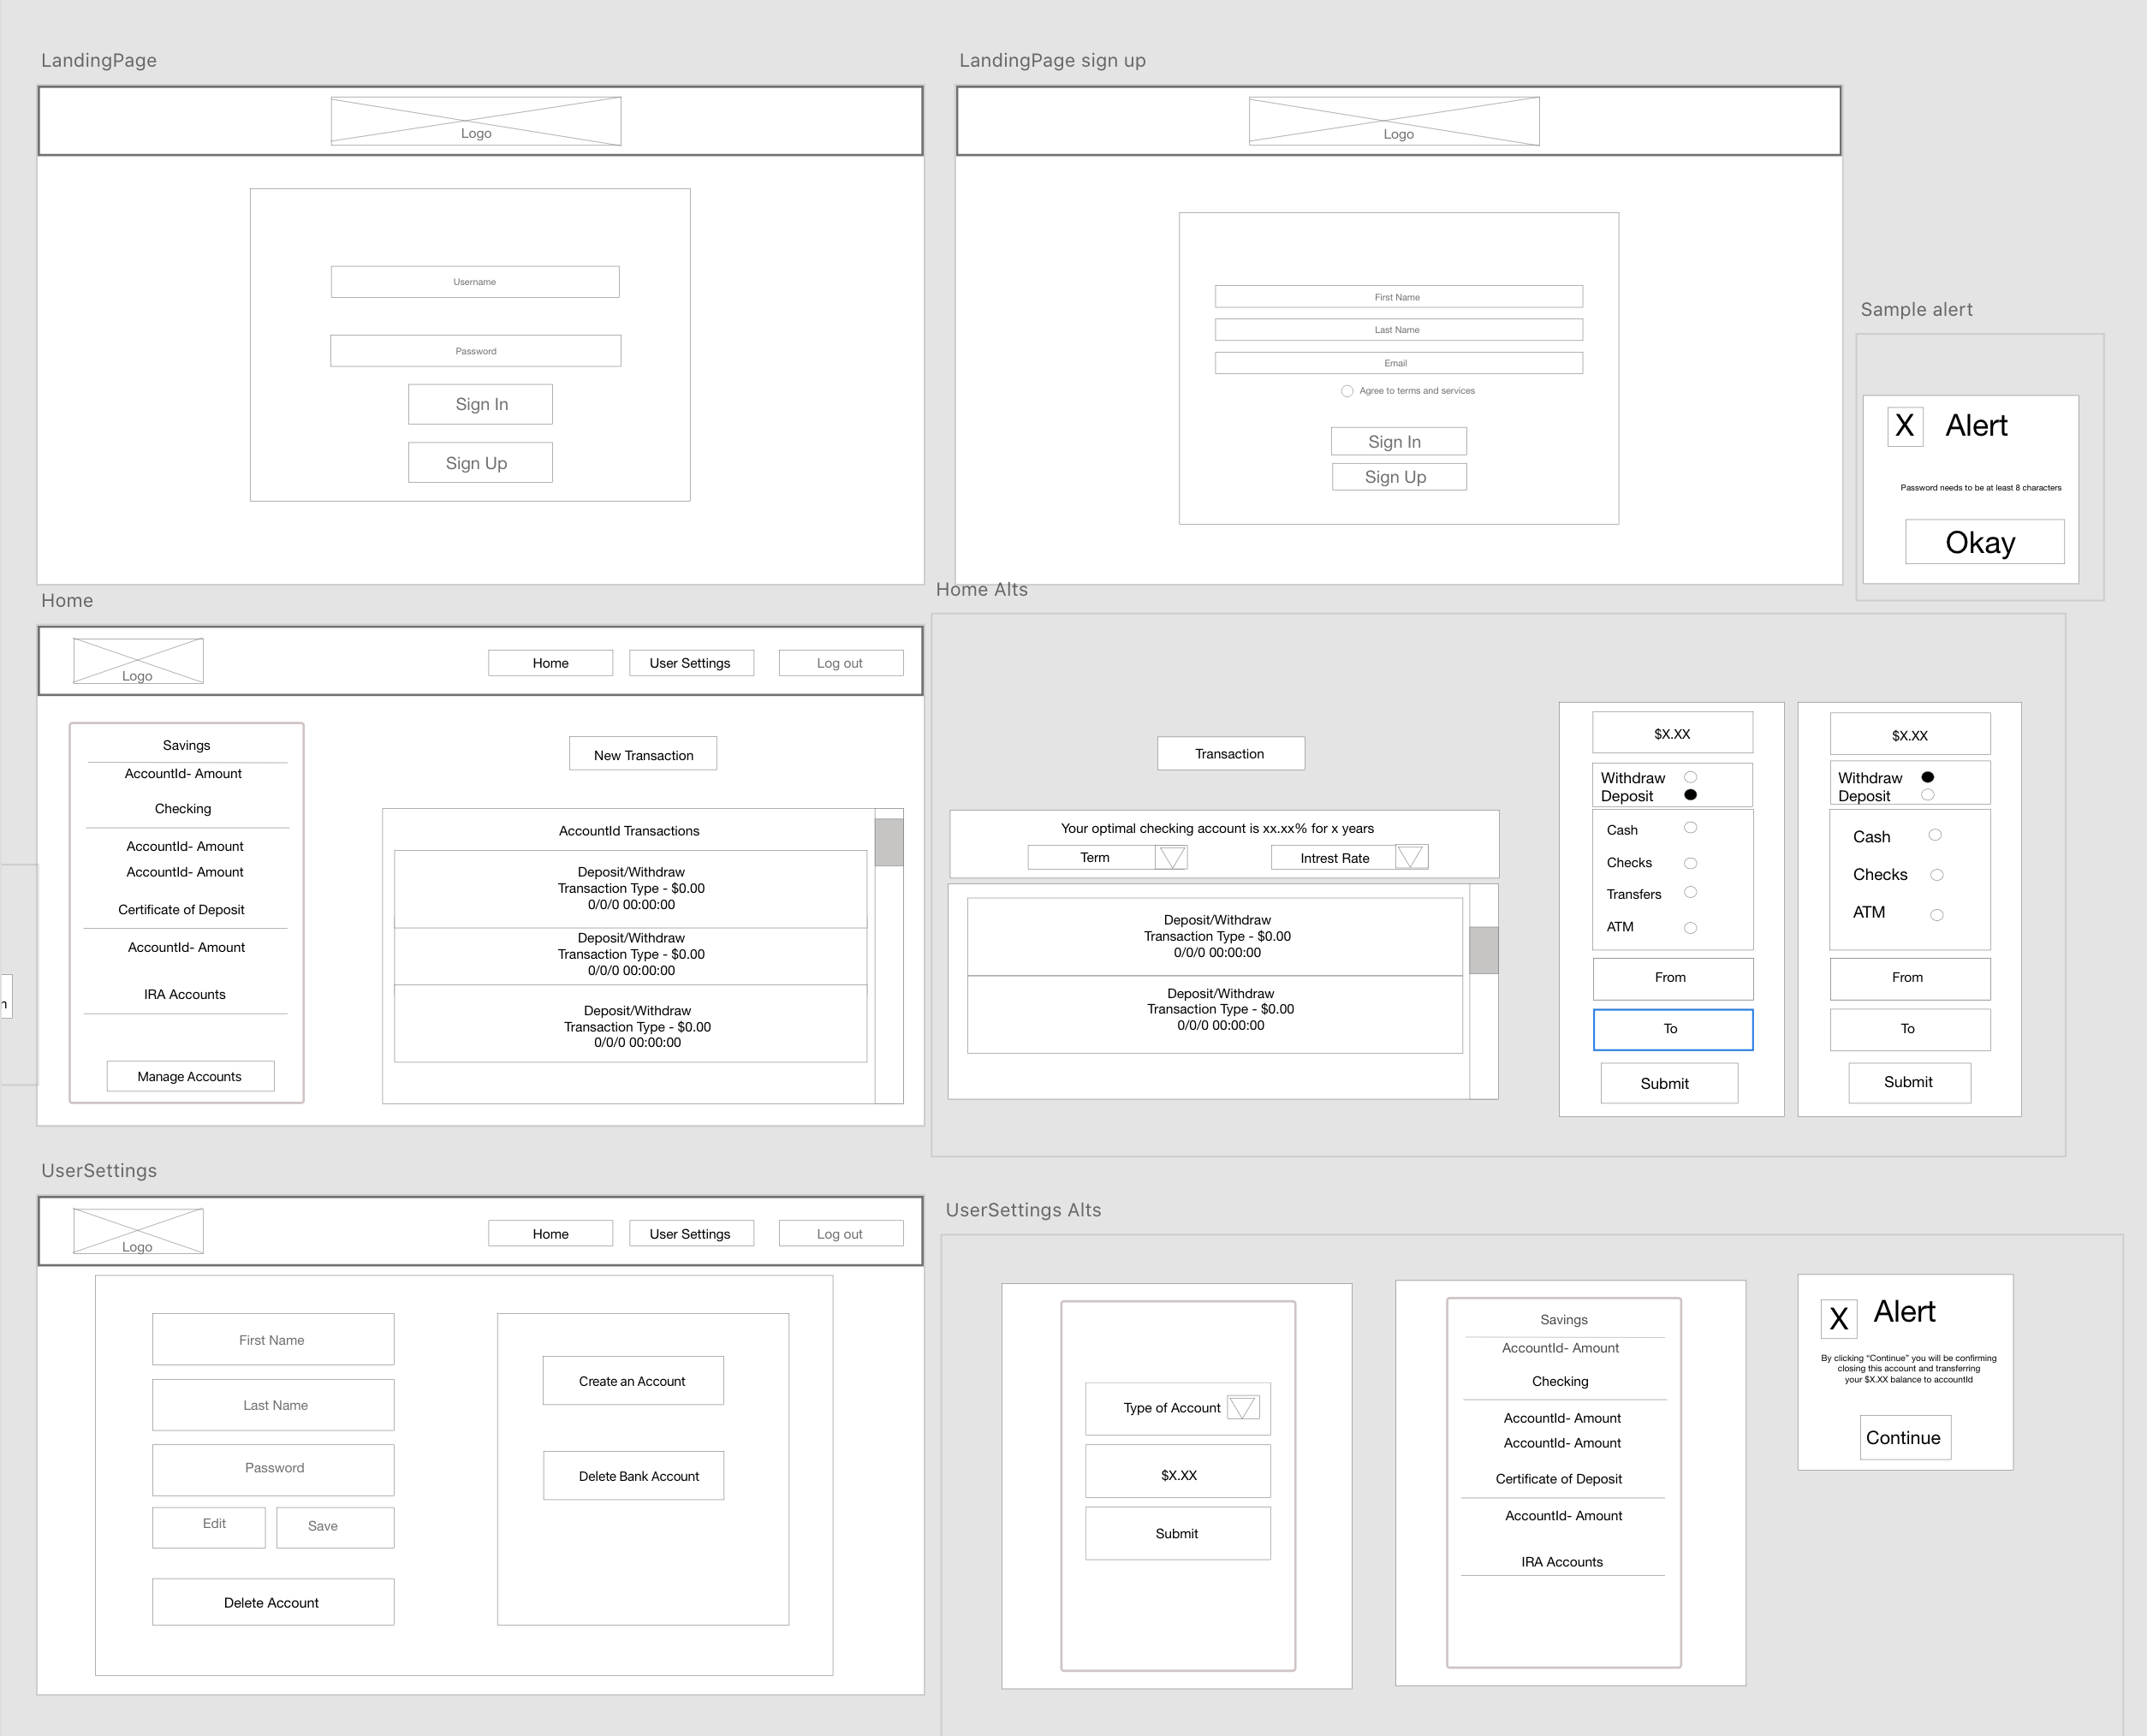 LandingPage
Logo
Username
Password
Sign In
Sign Up
LandingPage sign up
Logo
First Name
Last Name
Email
Agree to terms and services
Sign In
Sign Up
Sample alert
X
Alert
Password needs to be at least 8 characters
Okay
Home
Logo
Home
User Settings
Log out
Savings
AccountId- Amount
Checking
AccountId- Amount
AccountId- Amount
Certificate of Deposit
AccountId- Amount
IRA Accounts
Manage Accounts
New Transaction
AccountId Transactions
Deposit/Withdraw
Transaction Type - $0.00
0/0/0 00:00:00
Deposit/Withdraw
Transaction Type - $0.00
0/0/0 00:00:00
Deposit/Withdraw
Transaction Type - $0.00
0/0/0 00:00:00
Home Alts
Transaction
Your optimal checking account is xx.xx% for x years
Term
Intrest Rate
Deposit/Withdraw
Transaction Type - $0.00
0/0/0 00:00:00
Deposit/Withdraw
Transaction Type - $0.00
0/0/0 00:00:00
$X.XX
Withdraw
Deposit
Cash
Checks
Transfers
ATM
From
To
Submit
$X.XX
Withdraw
Deposit
Cash
Checks
ATM
From
To
Submit
UserSettings
Logo
Home
User Settings
Log out
First Name
Last Name
Password
Edit
Save
Delete Account
Create an Account
Delete Bank Account
UserSettings Alts
Type of Account
$X.XX
Submit
Savings
AccountId- Amount
Checking
AccountId- Amount
AccountId- Amount
Certificate of Deposit
AccountId- Amount
IRA Accounts
X
Alert
By clicking “Continue” you will be confirming
closing this account and transferring
your $X.XX balance to accountId
Continue